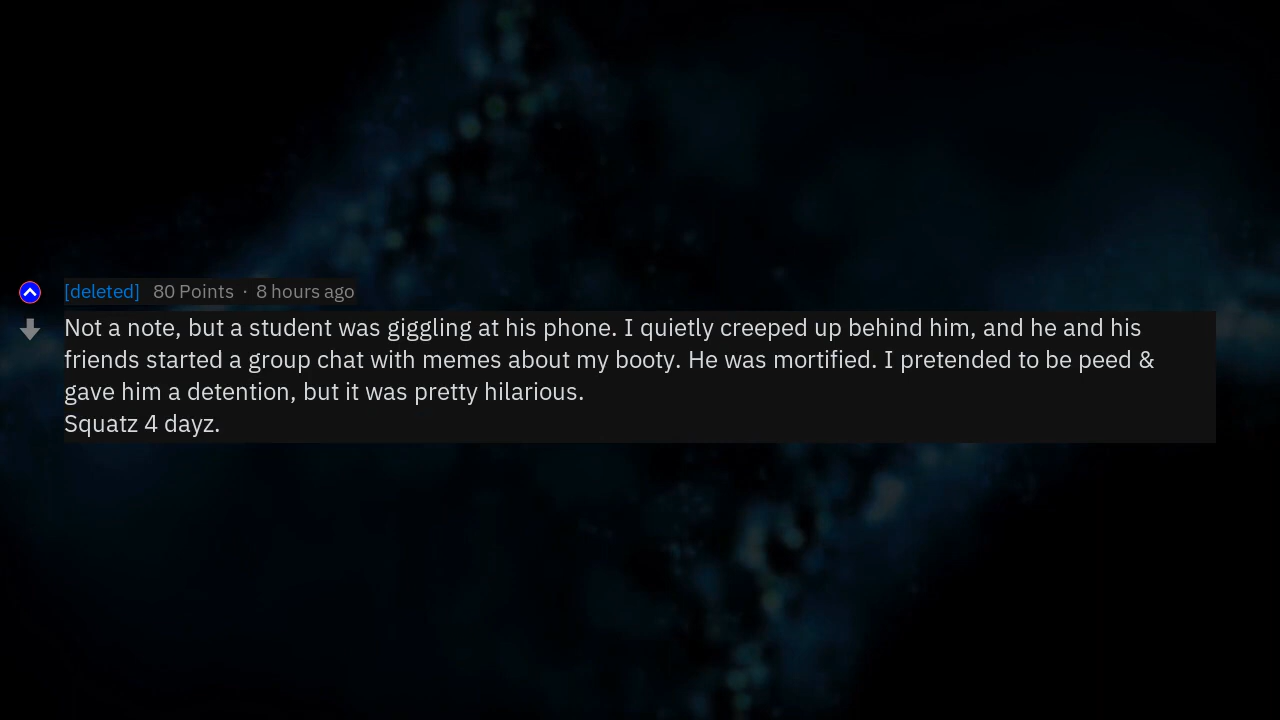 [deleted] 80 Points · 8 hours ago
Not a note, but a student was giggling at his phone. I quietly creeped up behind him, and he and his
friends started a group chat with memes about my booty. He was mortified. I pretended to be peed &
gave him a detention, but it was pretty hilarious.
Squatz 4 dayz.